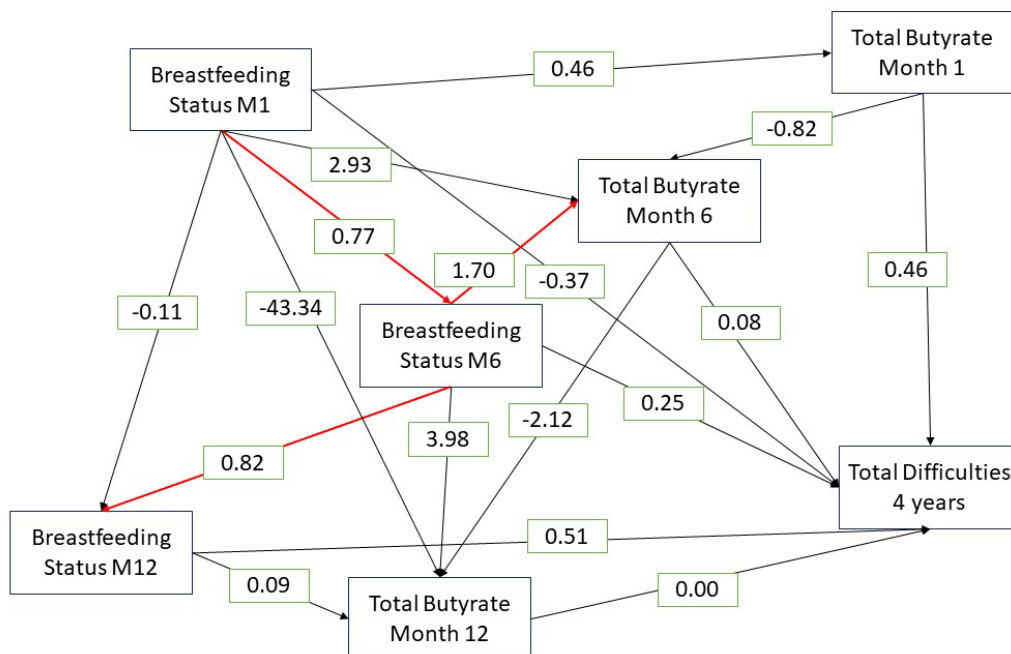 Total Butyrate
Month 1
Breastfeeding
Status M1
0.46
-0.82
2.93
Total Butyrate
Month 6
0.77
1.70
-0.37
0.46
-0.11
-43.34
0.08
Breastfeeding
Status M6
0.25
-2.12
3.98
0.82
Total Difficulties
4 years
Breastfeeding
Status M12
0.51
0.09
0.00
Total Butyrate
Month 12